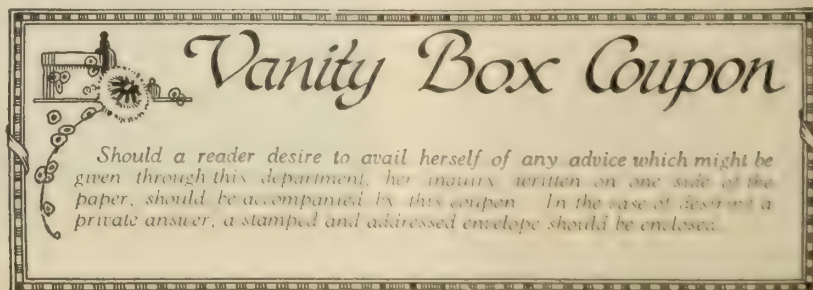 Vanity Box Coupon
Should a reader desire to avail herself of any advice which might be
given through this department, her inquiry written on one side of the
paper, should be accompanied by this coupon. In the case of desiring a
private answer, a stamped and addressed envelope should be enclosed